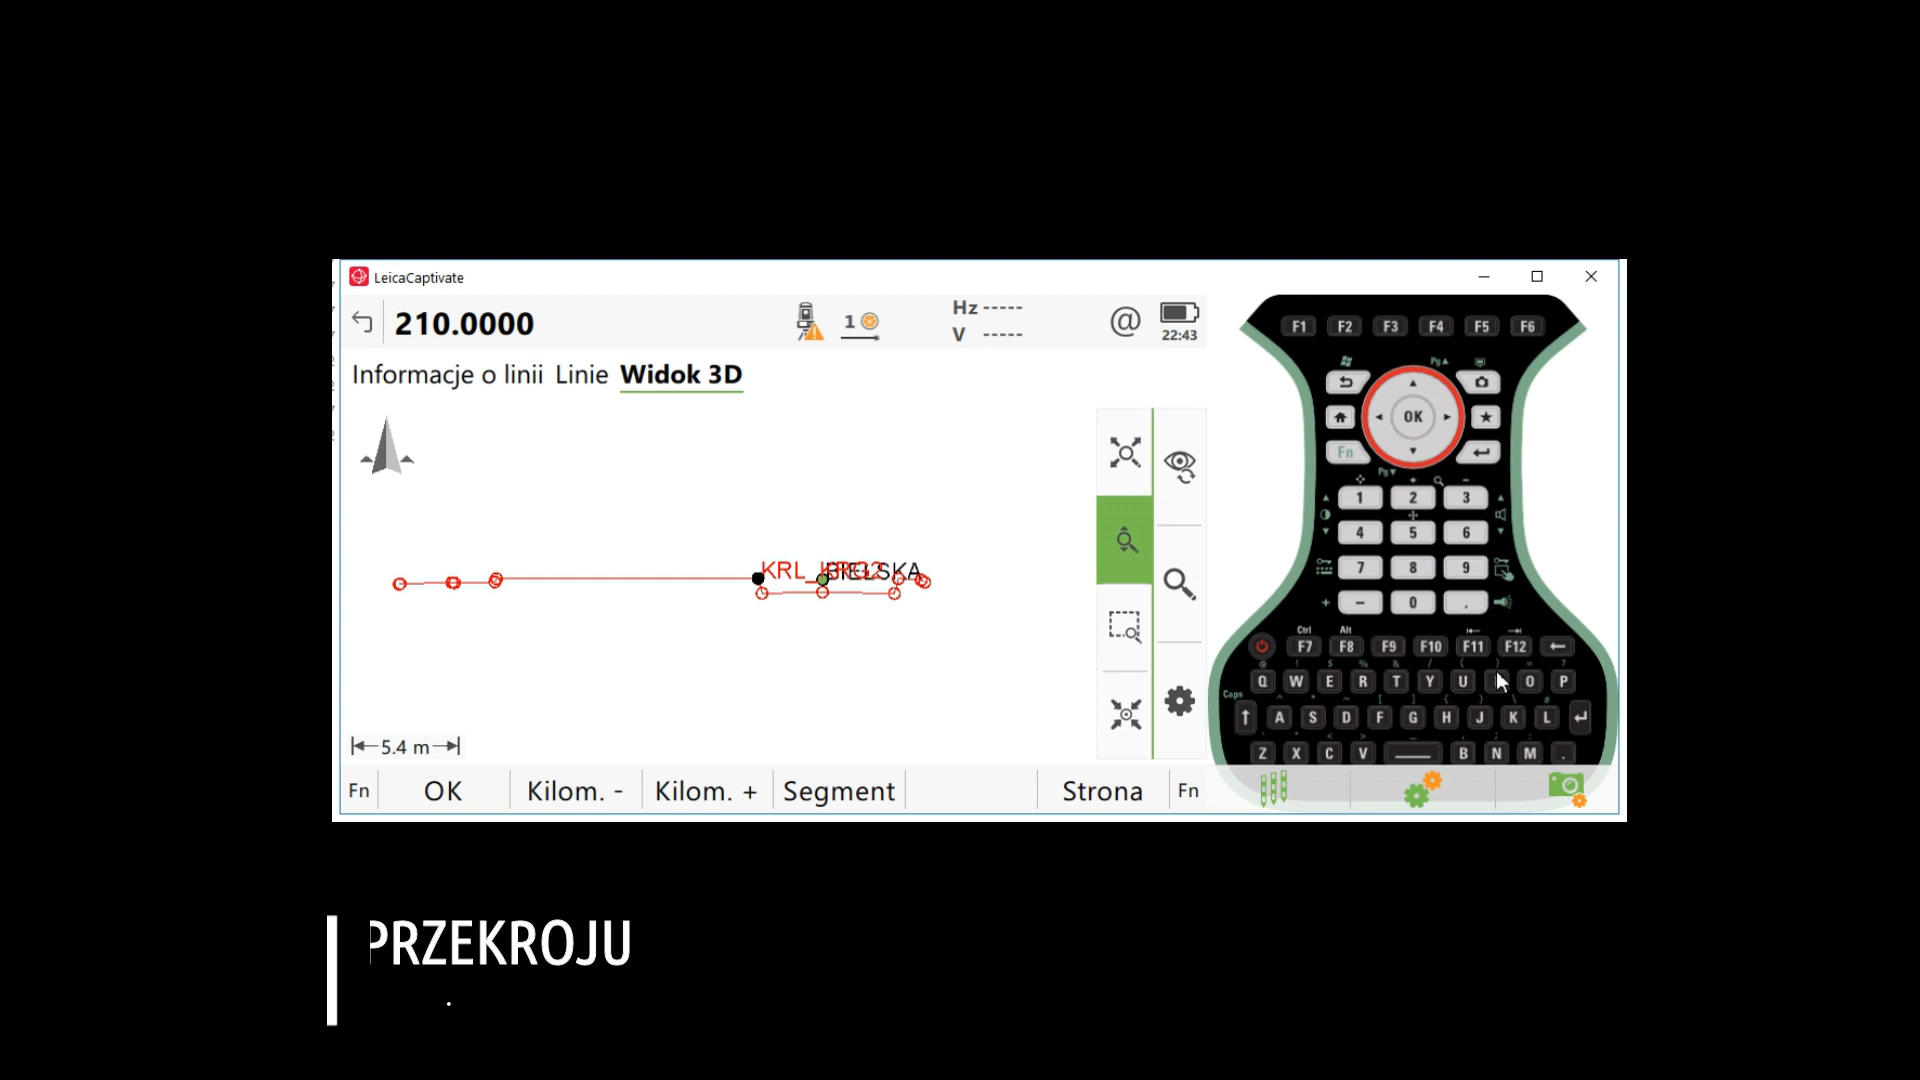 LeicaCaptivate
210.0000
1
Hz -----
V -----
@
22:43
Informacje o linii Linie Widok 3D
KRL_
5.4 m
Fn OK Kilom. - Kilom. + Segment Strona Fn
F1 F2 F3 F4 F5 F6
Pg
OK
Fn
Pg
1 2 3
4 5 6
7 8 9
+ - 0 .
Ctrl Alt
F7 F8 F9 F10 F11 F12
Q W E R T Y U O P
Caps
A S D F G H J K L
Z X C V B N M .
PRZEKROJU